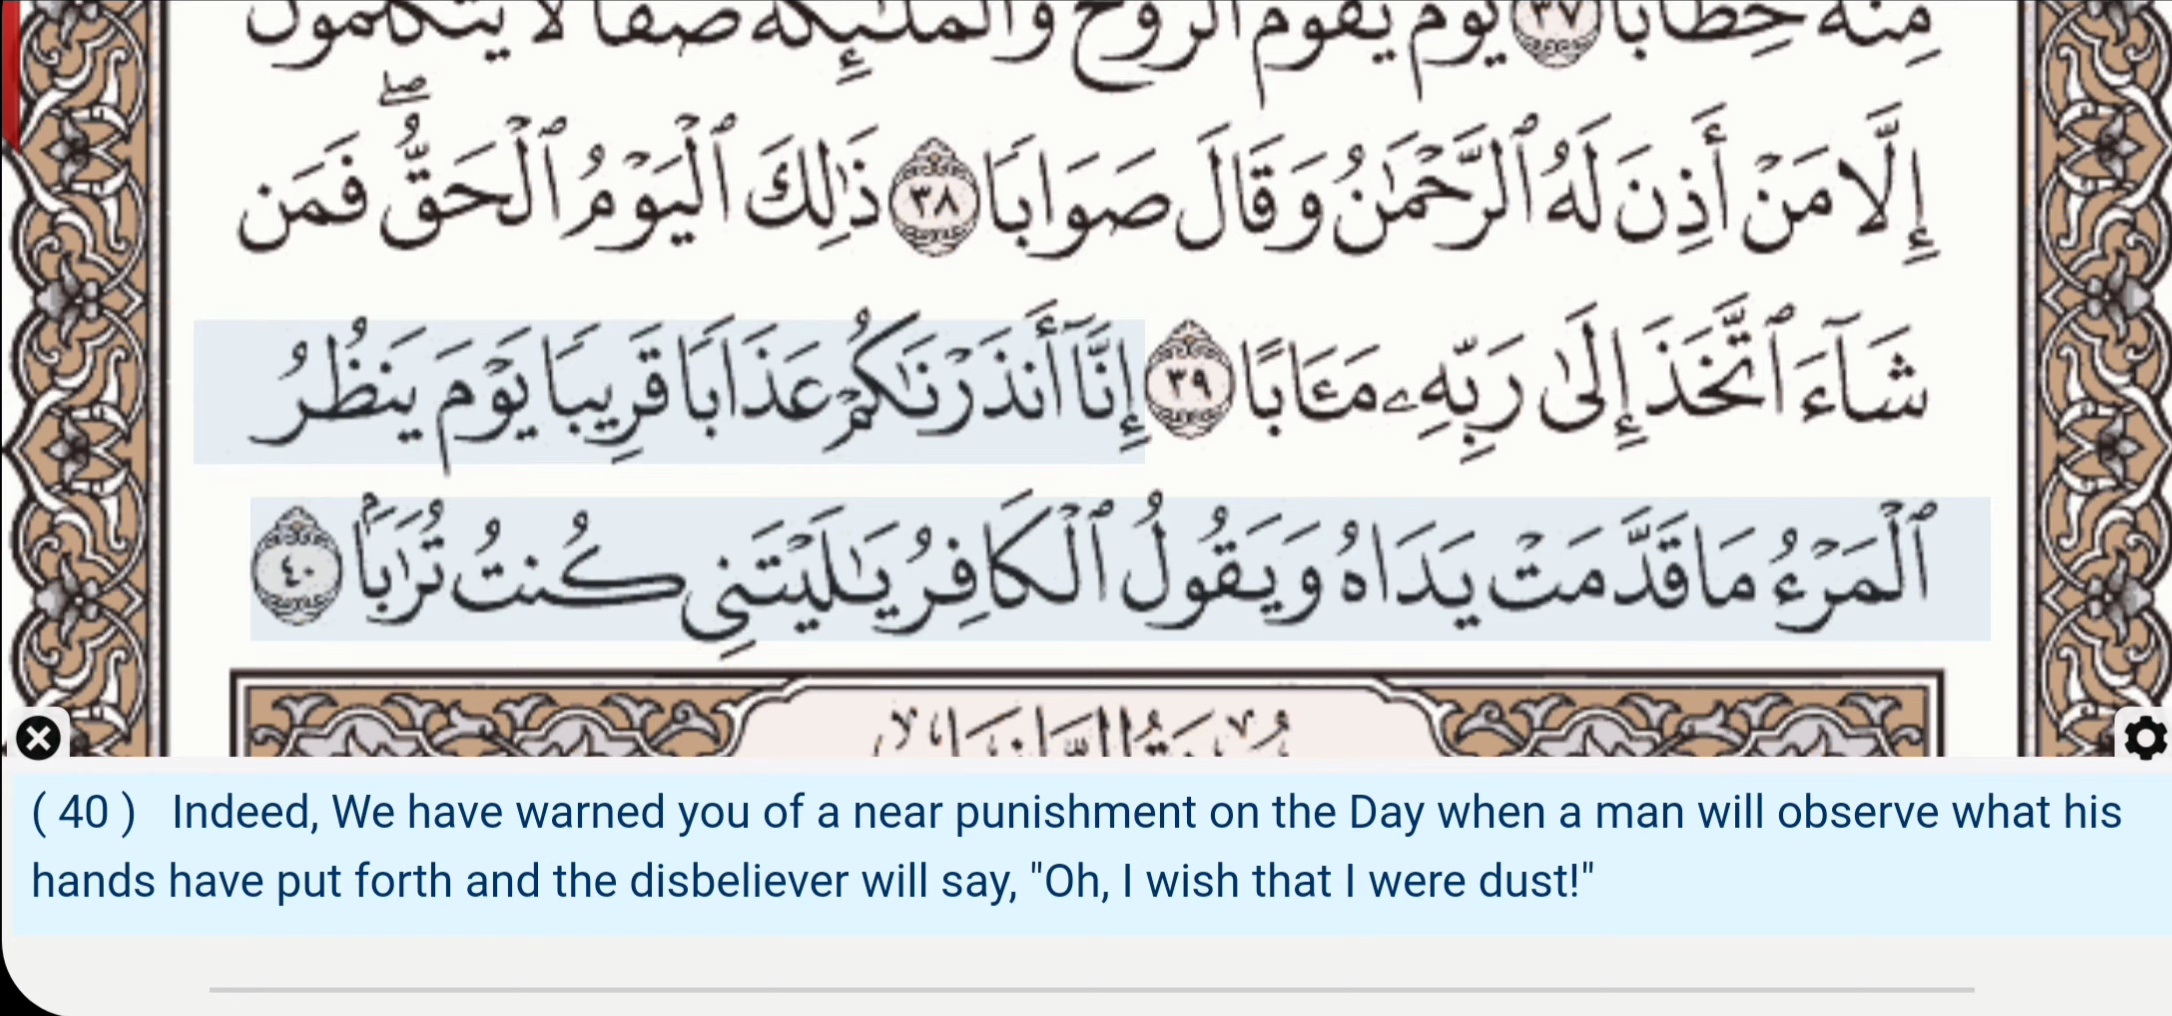 مِنْهُ خِطَابًا ٣٧ يَوْمَ يَقُومُ ٱلرُّوحُ وَٱلْمَلَـٰٓئِكَةُ صَفًّا لَّا يَتَكَلَّمُونَ
إِلَّا مَنْ أَذِنَ لَهُ ٱلرَّحْمَـٰنُ وَقَالَ صَوَابًا ٣٨ ذَٰلِكَ ٱلْيَوْمُ ٱلْحَقُّ ۖ فَمَن
شَآءَ ٱتَّخَذَ إِلَىٰ رَبِّهِۦ مَـَٔابًا ٣٩ إِنَّآ أَنذَرْنَـٰكُمْ عَذَابًا قَرِيبًا يَوْمَ يَنظُرُ
ٱلْمَرْءُ مَا قَدَّمَتْ يَدَاهُ وَيَقُولُ ٱلْكَافِرُ يَـٰلَيْتَنِى كُنتُ تُرَٰبًۢا ٤٠
( 40 ) Indeed, We have warned you of a near punishment on the Day when a man will observe what his
hands have put forth and the disbeliever will say, "Oh, I wish that I were dust!"